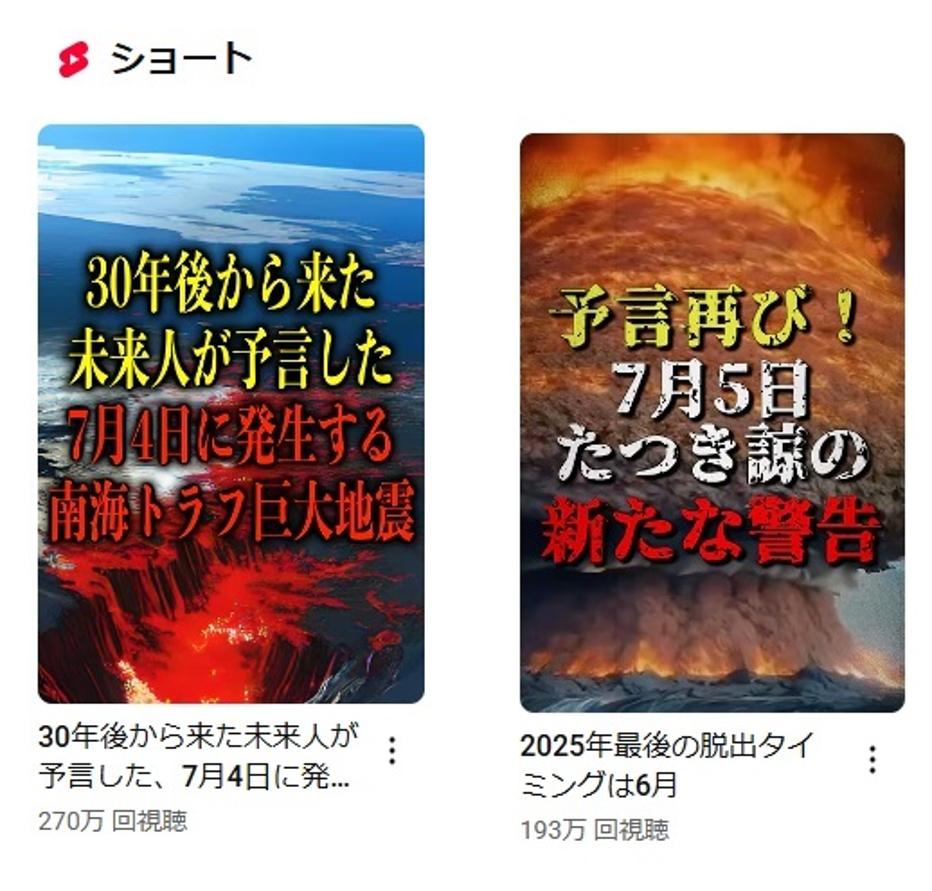 ショート
30年後から来た
未来人が予言した
7月4日に発生する
南海トラフ巨大地震
30年後から来た未来人が
予言した、7月4日に発...
270万 回視聴
予言再び！
7月5日
たつき諒の
新たな警告
2025年最後の脱出タイ
ミングは6月
193万 回視聴